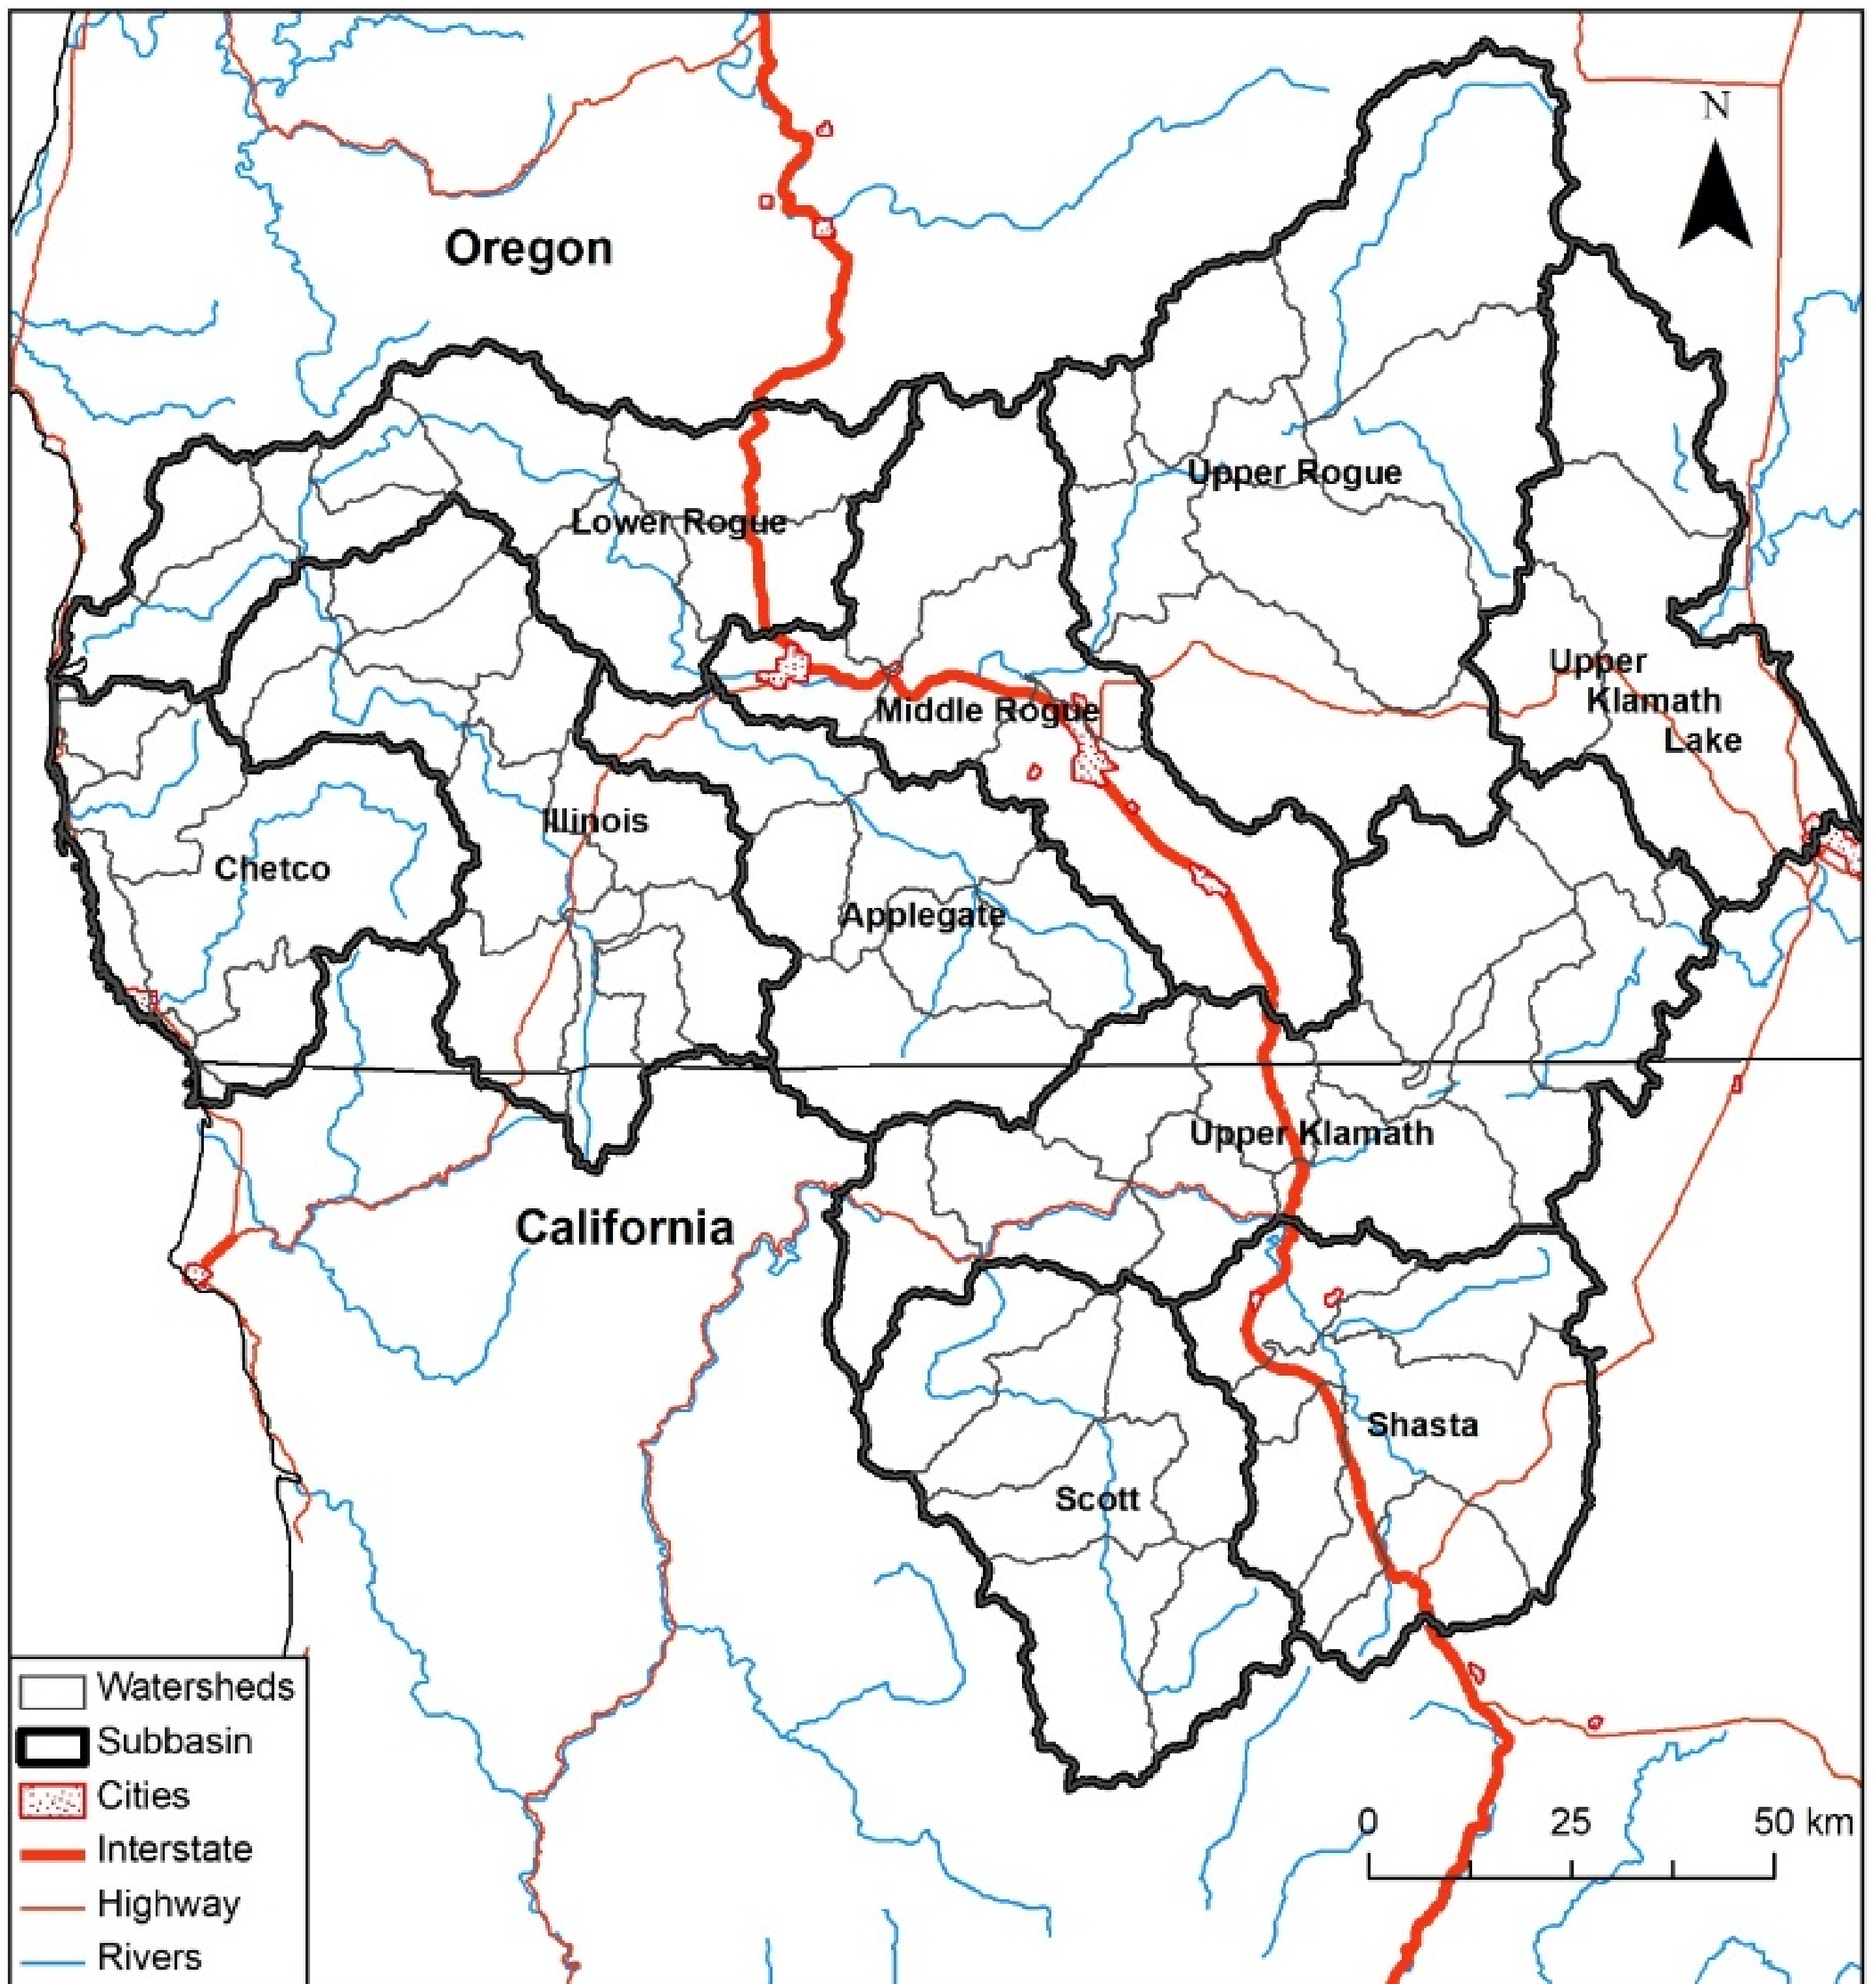 N
Oregon
Upper Rogue
Lower Rogue
Upper
Klamath
Lake
Middle Rogue
Illinois
Chetco
Applegate
Upper Klamath
California
Shasta
Scott
Watersheds
Subbasin
Cities
Interstate
Highway
Rivers
0 25 50 km